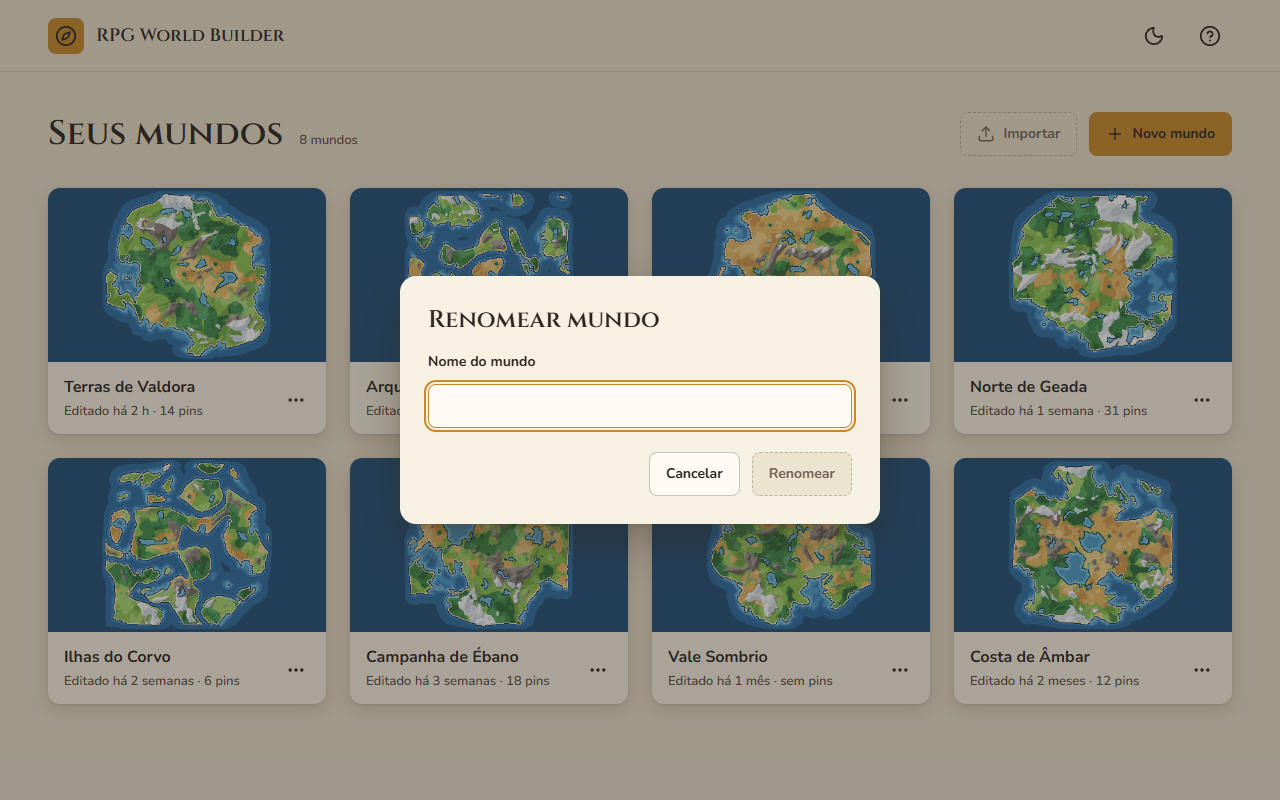 RPG World Builder
Seus mundos
8 mundos
Importar
Novo mundo
Renomear mundo
Nome do mundo
Cancelar
Renomear
Terras de Valdora
Editado há 2 h · 14 pins
Norte de Geada
Editado há 1 semana · 31 pins
Ilhas do Corvo
Editado há 2 semanas · 6 pins
Campanha de Ébano
Editado há 3 semanas · 18 pins
Vale Sombrio
Editado há 1 mês · sem pins
Costa de Âmbar
Editado há 2 meses · 12 pins